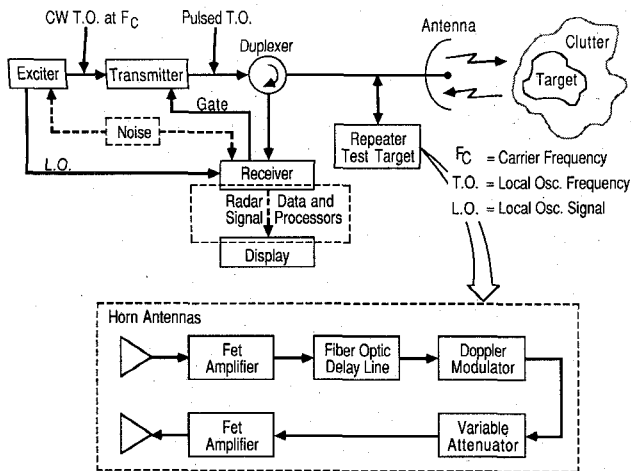 CW T.O. at FC
Pulsed T.O.
Duplexer
Antenna
Clutter
Target
Exciter
Transmitter
Gate
Noise
Repeater
Test Target
L.O.
Receiver
Radar
Signal
Data and
Processors
Display
FC = Carrier Frequency
T.O. = Local Osc. Frequency
L.O. = Local Osc. Signal
Horn Antennas
Fet
Amplifier
Fiber Optic
Delay Line
Doppler
Modulator
Fet
Amplifier
Variable
Attenuator